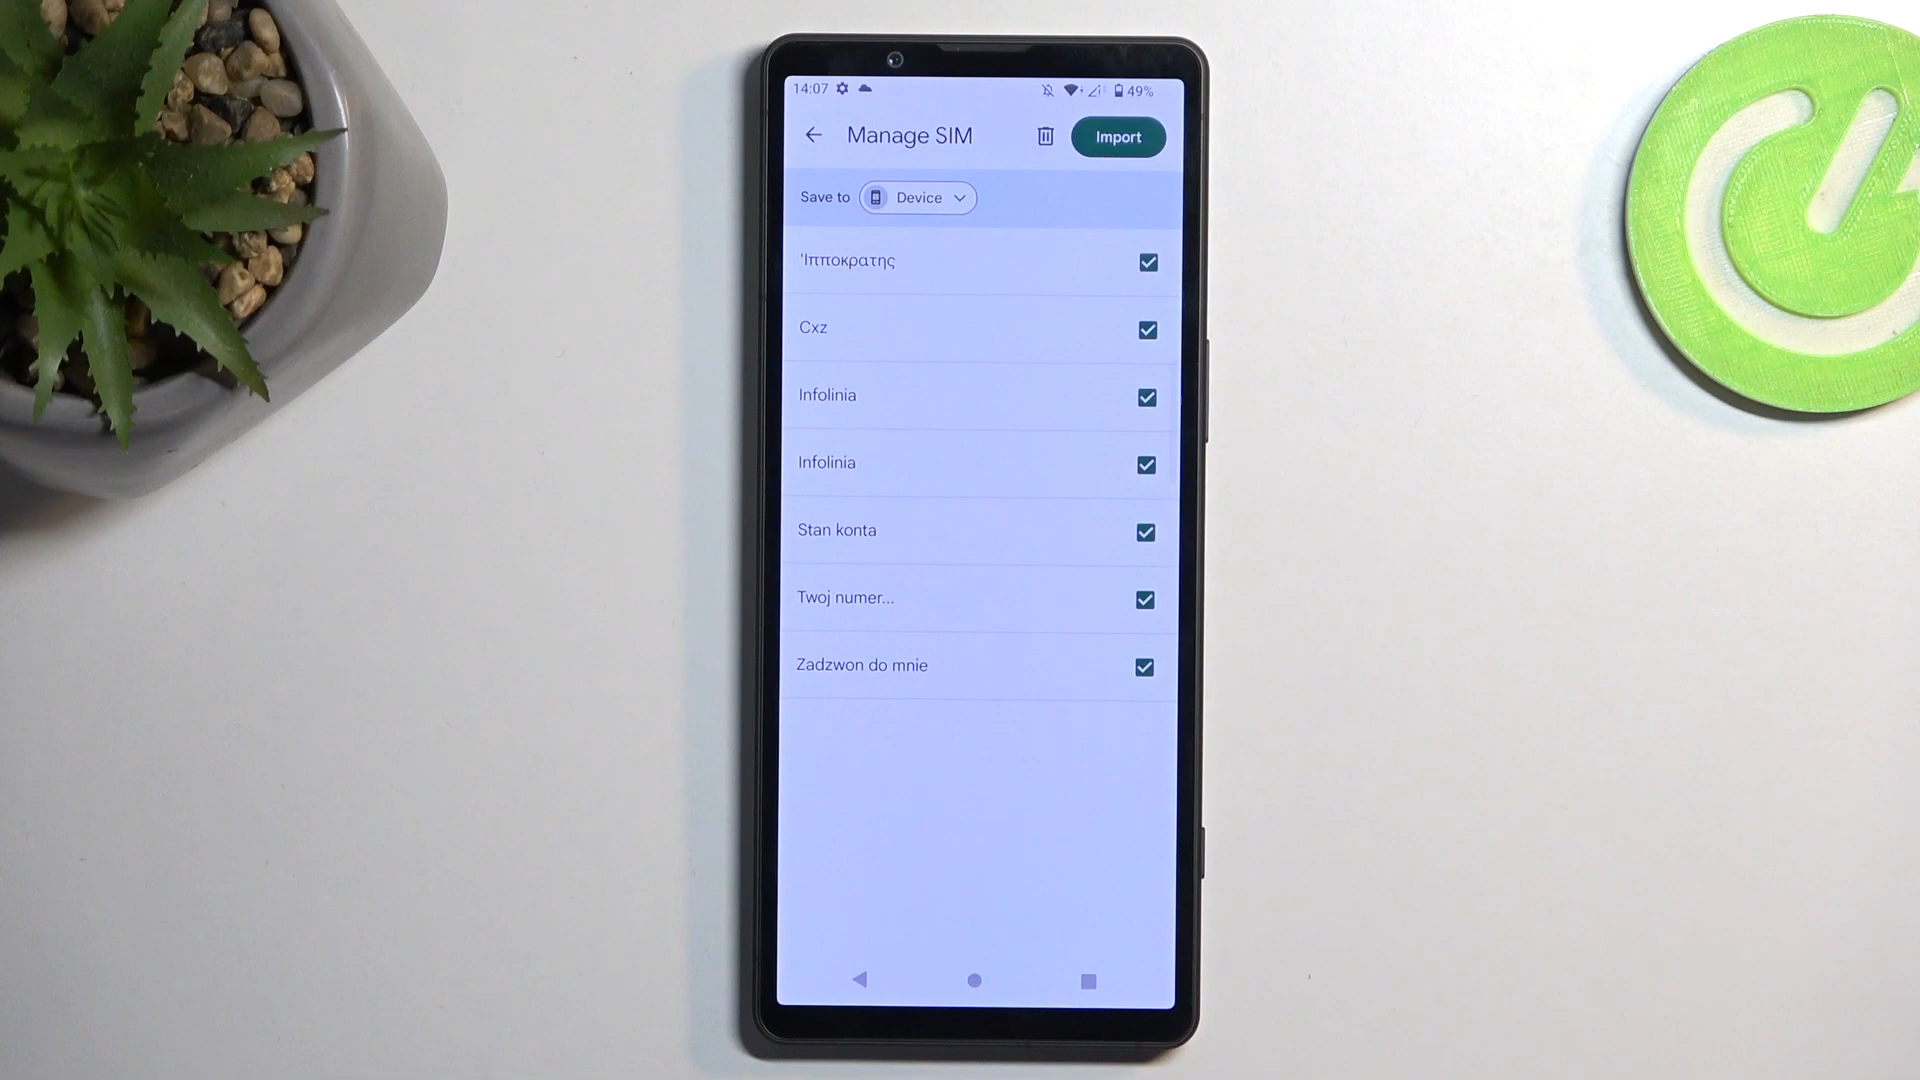 14:07 49%
Manage SIM Import
Save to Device
'Ιπποκρατης
Cxz
Infolinia
Infolinia
Stan konta
Twoj numer...
Zadzwon do mnie